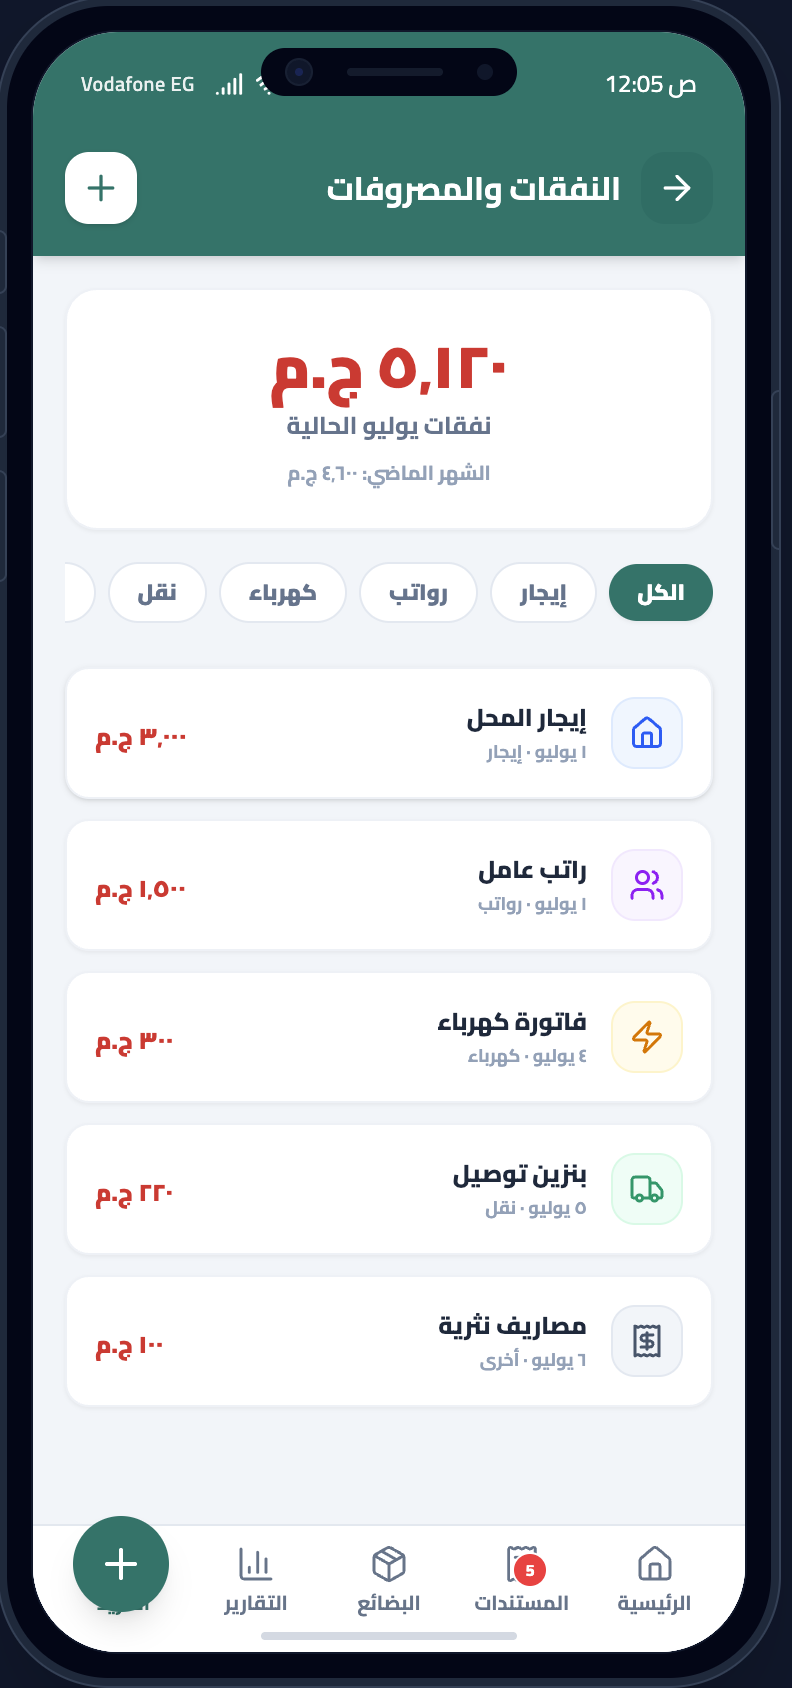 12:05 ص
Vodafone EG
النفقات والمصروفات
٥,١٢٠ ج.م
نفقات يوليو الحالية
الشهر الماضي: ٤,٦٠٠ ج.م
الكل
إيجار
رواتب
كهرباء
نقل
إيجار المحل
١ يوليو · إيجار
٣,٠٠٠ ج.م
راتب عامل
١ يوليو · رواتب
١,٥٠٠ ج.م
فاتورة كهرباء
٤ يوليو · كهرباء
٣٠٠ ج.م
بنزين توصيل
٥ يوليو · نقل
٢٢٠ ج.م
مصاريف نثرية
٦ يوليو · أخرى
١٠٠ ج.م
الرئيسية
5
المستندات
البضائع
التقارير